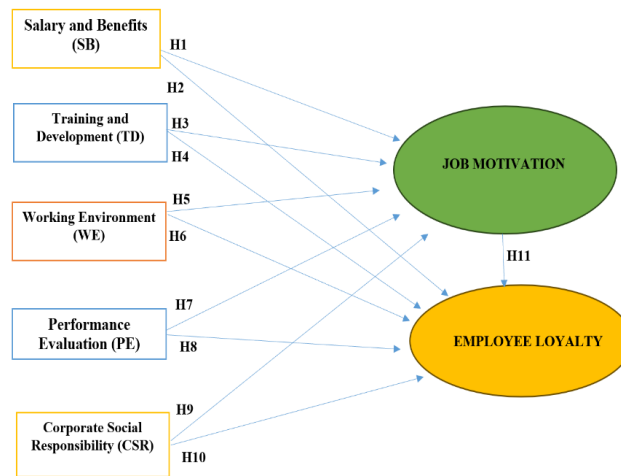 Salary and Benefits
(SB)
H1
H2
Training and
Development (TD)
H3
H4
JOB MOTIVATION
Working Environment
(WE)
H5
H6
H11
Performance
Evaluation (PE)
H7
H8
EMPLOYEE LOYALTY
Corporate Social
Responsibility (CSR)
H9
H10